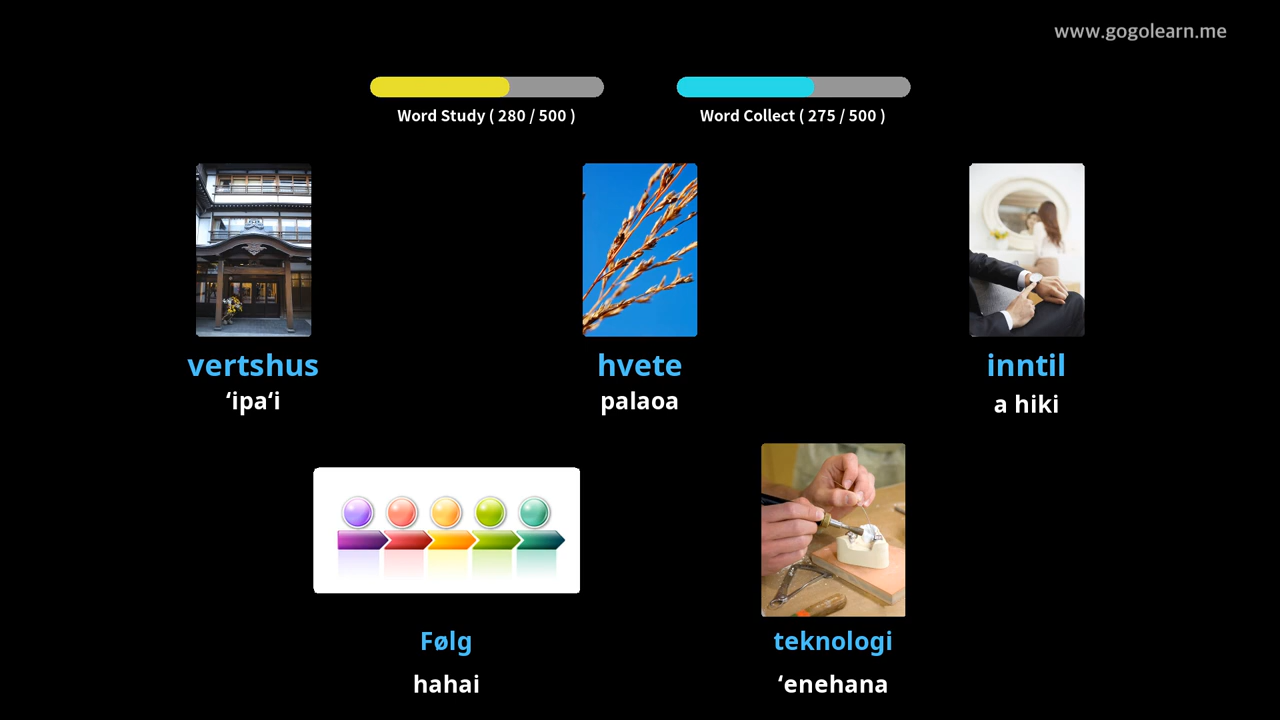 www.gogolearn.me
Word Study ( 280 / 500 )
Word Collect ( 275 / 500 )
vertshus
hvete
inntil
ʻipaʻi
palaoa
a hiki
Følg
teknologi
hahai
ʻenehana